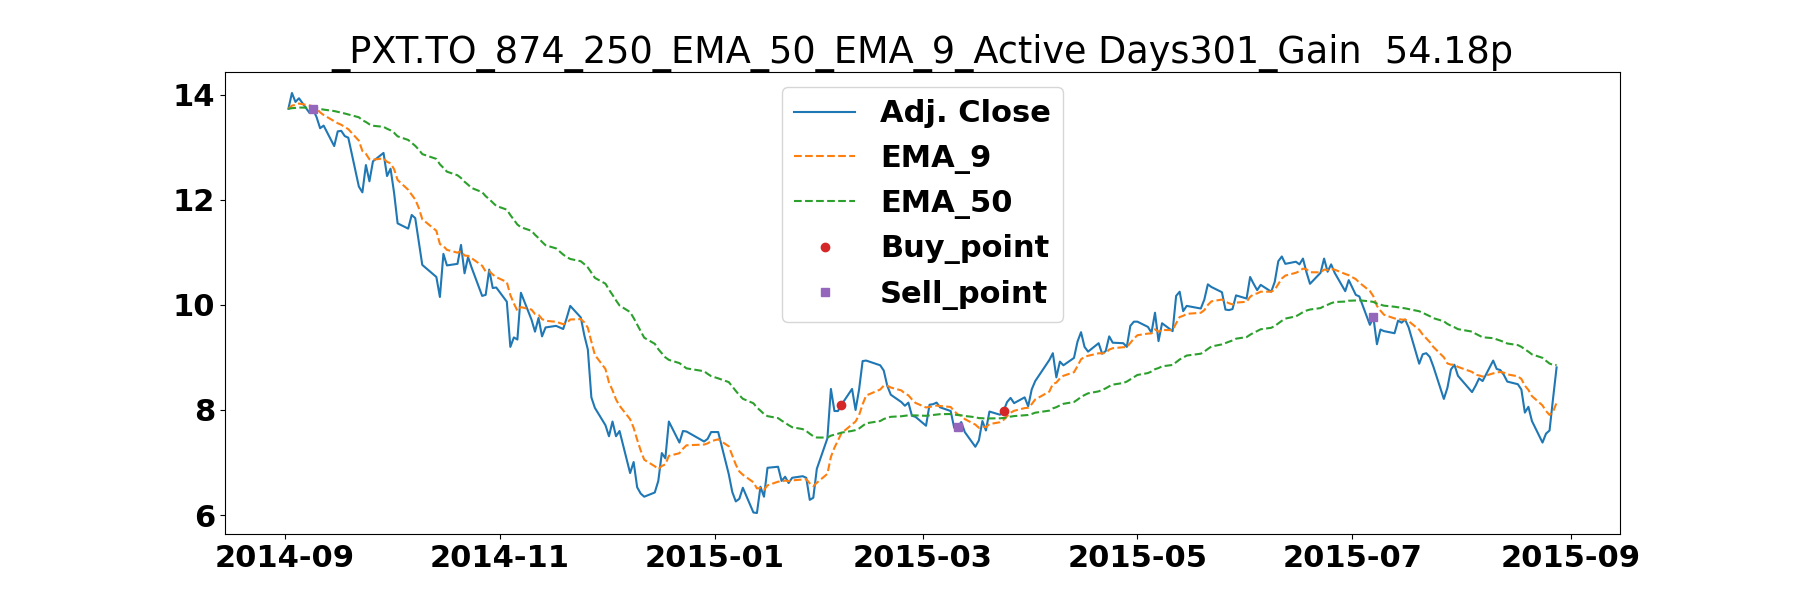 _PXT.TO_874_250_EMA_50_EMA_9_Active Days301_Gain  54.18p
Adj. Close
EMA_9
EMA_50
Buy_point
Sell_point
14
12
10
8
6
2014-09 2014-11 2015-01 2015-03 2015-05 2015-07 2015-09